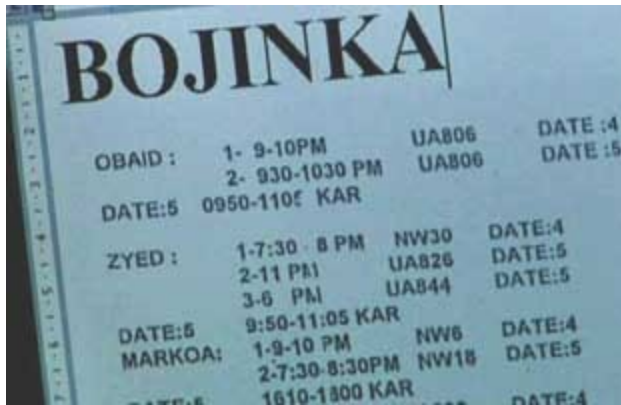 BOJINKA
OBAID : 1- 9-10PM UA806 DATE :4
2- 930-1030 PM UA806 DATE :5
DATE:5 0950-1105 KAR
ZYED : 1-7:30 - 8 PM NW30 DATE:4
2-11 PM UA826 DATE:5
3-6 PM UA844 DATE:5
DATE:5 9:50-11:05 KAR
MARKOA: 1-9-10 PM NW6 DATE:4
2-7:30-8:30PM NW18 DATE:5
DATE:5 1610-1800 KAR
DATE:4